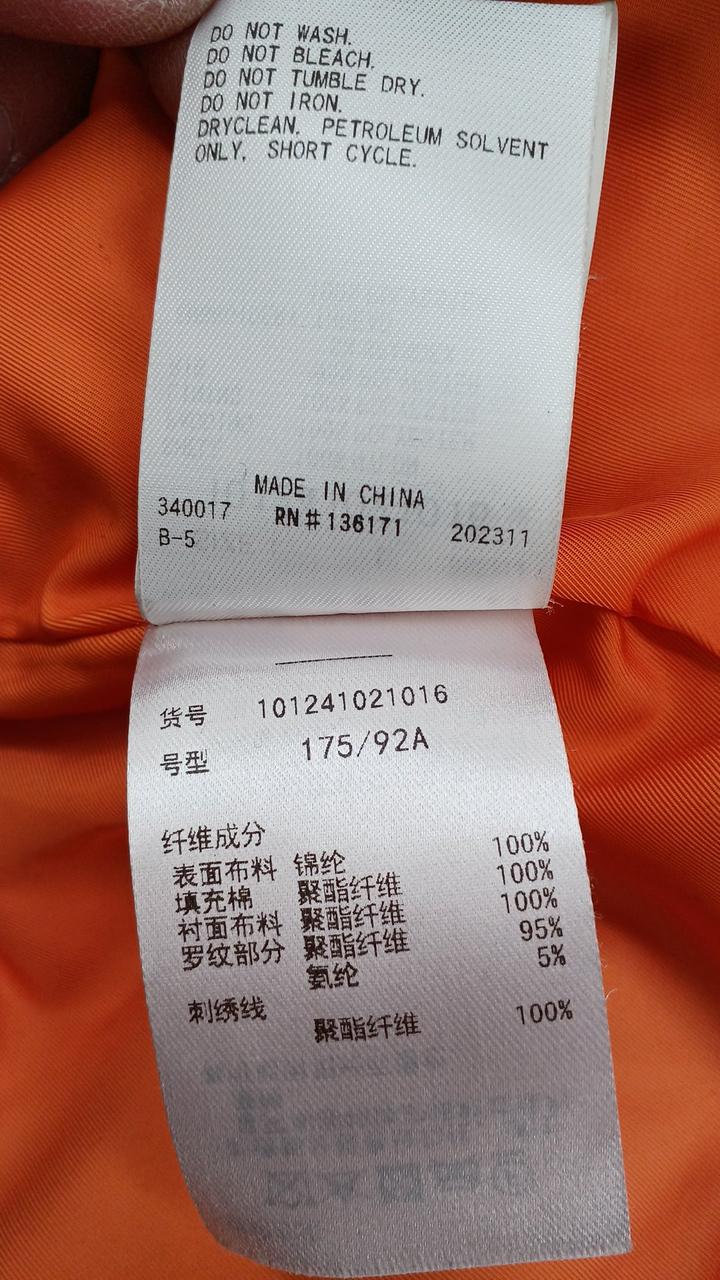 DO NOT WASH.
DO NOT BLEACH.
DO NOT TUMBLE DRY.
DO NOT IRON.
DRYCLEAN. PETROLEUM SOLVENT
ONLY. SHORT CYCLE.
MADE IN CHINA
340017 RN#136171 202311
B-5
货号 101241021016
号型 175/92A
纤维成分
表面布料 锦纶 100%
填充棉 聚酯纤维 100%
衬面布料 聚酯纤维 100%
罗纹部分 聚酯纤维 95%
氨纶 5%
刺绣线
聚酯纤维 100%